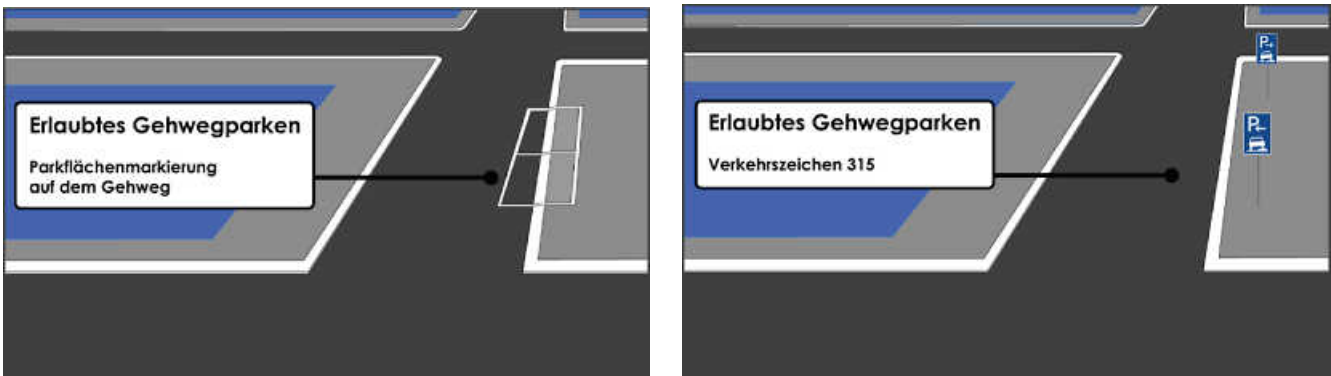 Erlaubtes Gehwegparken
Parkflächenmarkierung
auf dem Gehweg
Erlaubtes Gehwegparken
Verkehrszeichen 315
P
P